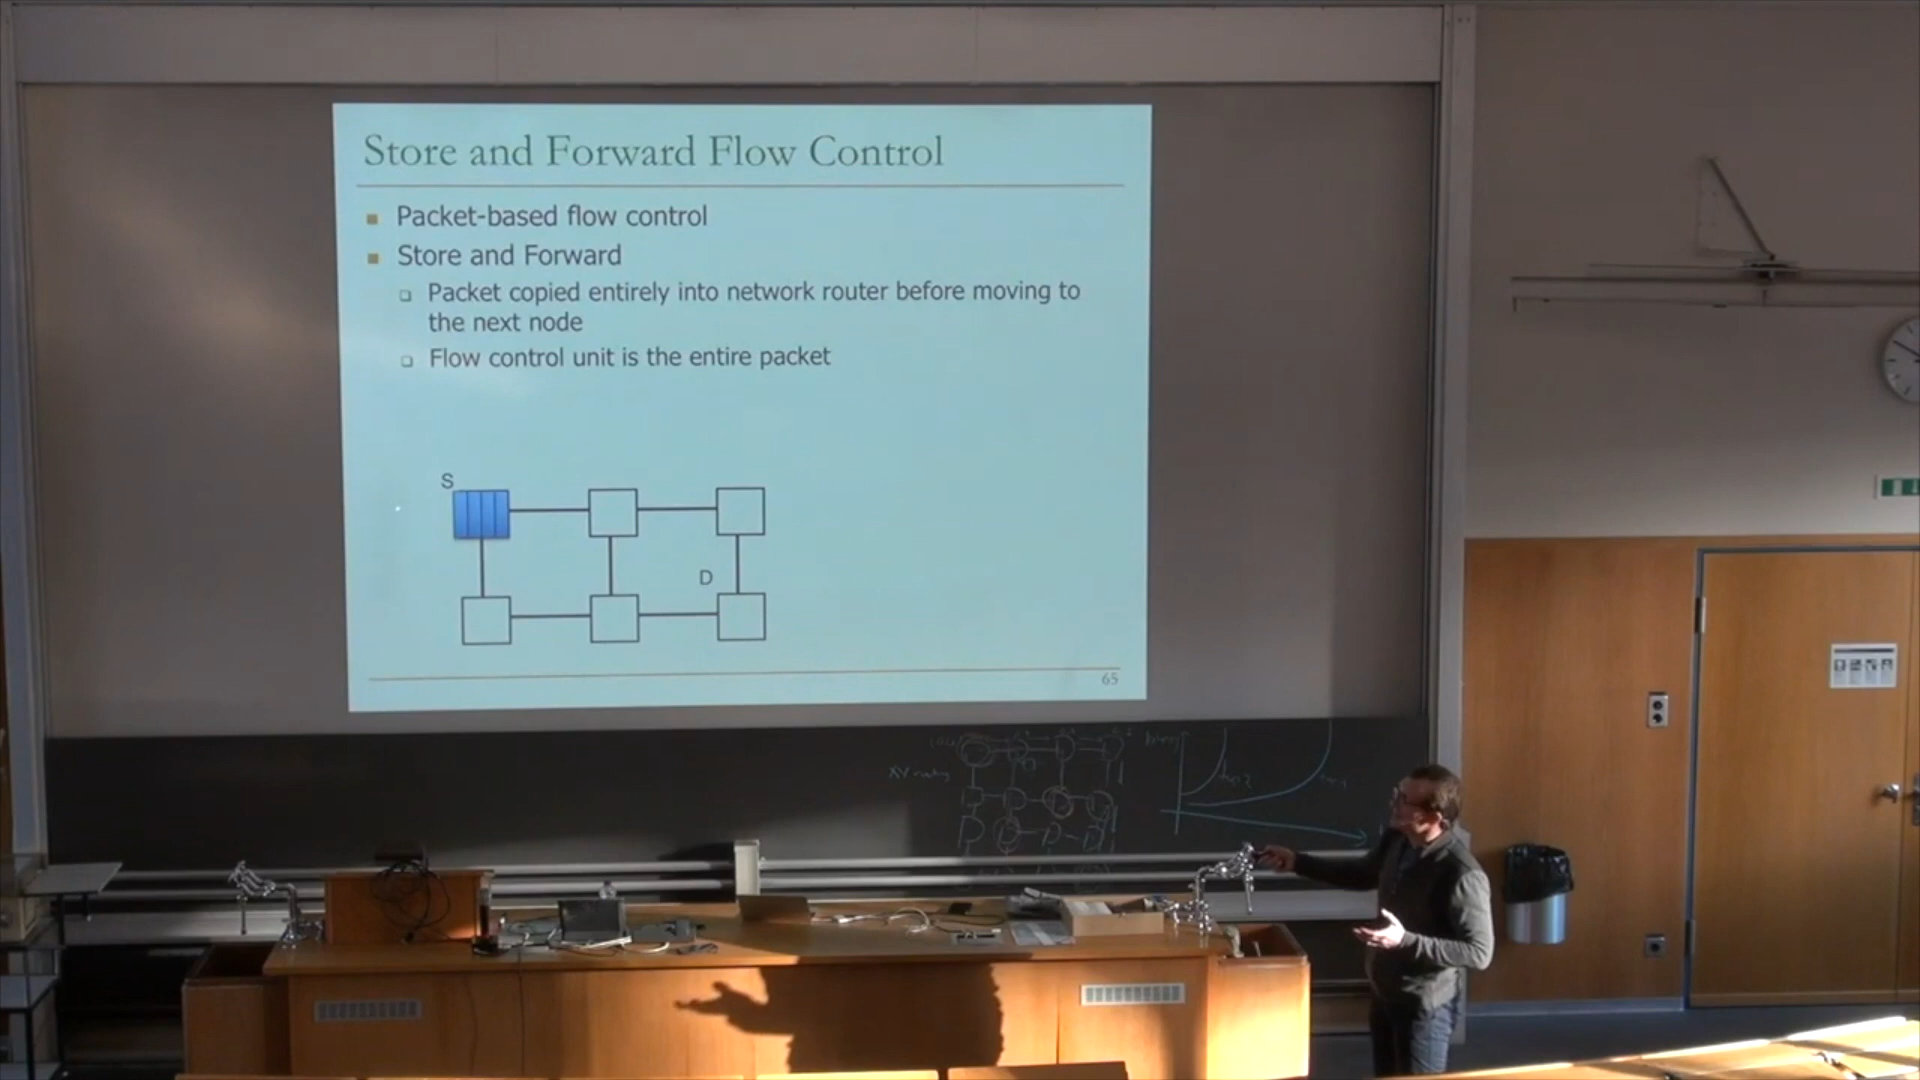 Store and Forward Flow Control
Packet-based flow control
Store and Forward
Packet copied entirely into network router before moving to
the next node
Flow control unit is the entire packet
S
D
65